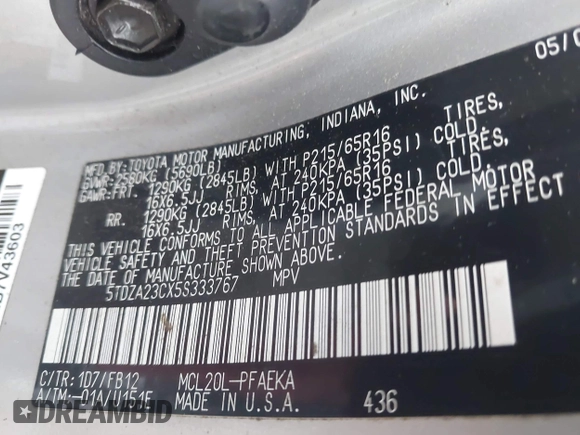 05/0
MFD.BY:TOYOTA MOTOR MANUFACTURING, INDIANA, INC.
GVWR: 2580KG (5690LB)
GAWR:FRT. 1290KG (2845LB) WITH P215/65R16 TIRES,
16X6.5JJ RIMS, AT 240KPA (35PSI) COLD.
RR. 1290KG (2845LB) WITH P215/65R16 TIRES,
16X6.5JJ RIMS, AT 240KPA (35PSI) COLD.
THIS VEHICLE CONFORMS TO ALL APPLICABLE FEDERAL MOTOR
VEHICLE SAFETY AND THEFT PREVENTION STANDARDS IN EFFECT ON
THE DATE OF MANUFACTURE SHOWN ABOVE.
5TDZA23CX5S333767 MPV
C/TR: 1D7/FB12 MCL20L-PFAEKA
A/TM:-01A/U151F MADE IN U.S.A. 436
V43603
DEALERSCOPE